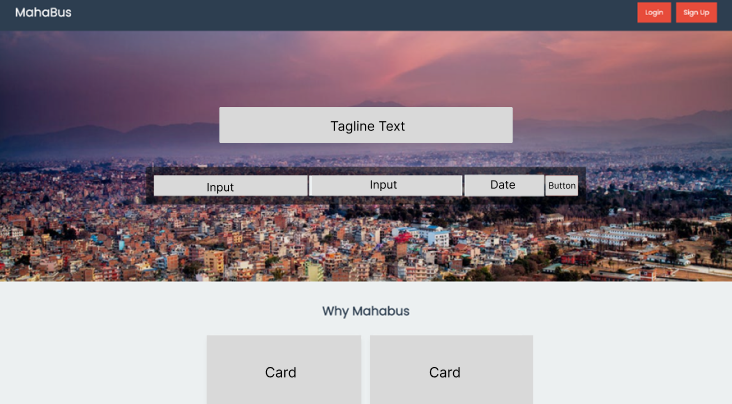 MahaBus
Login
Sign Up
Tagline Text
Input
Input
Date
Button
Why Mahabus
Card
Card